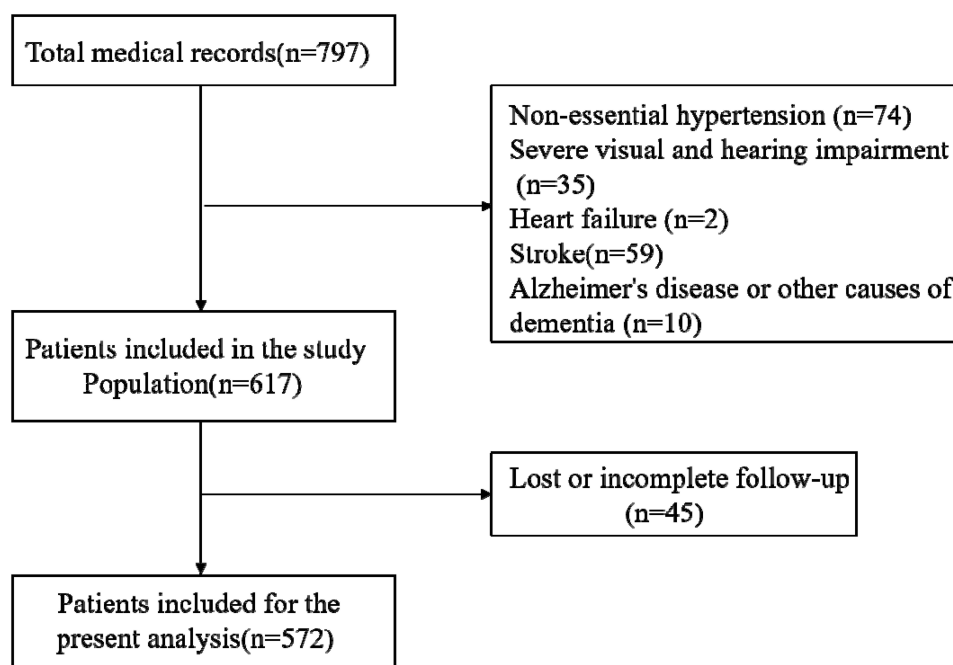 Total medical records(n=797)
Non-essential hypertension (n=74)
Severe visual and hearing impairment
(n=35)
Heart failure (n=2)
Stroke(n=59)
Alzheimer's disease or other causes of
dementia (n=10)
Patients included in the study
Population(n=617)
Lost or incomplete follow-up
(n=45)
Patients included for the
present analysis(n=572)